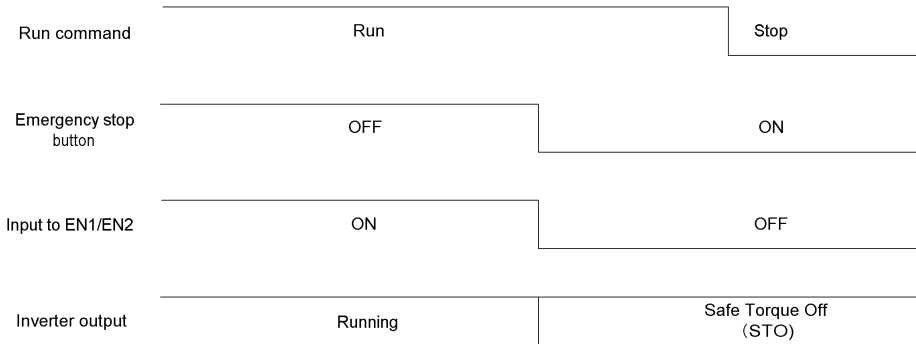 Run command
Run
Stop
Emergency stop
button
OFF
ON
Input to EN1/EN2
ON
OFF
Inverter output
Running
Safe Torque Off
(STO)